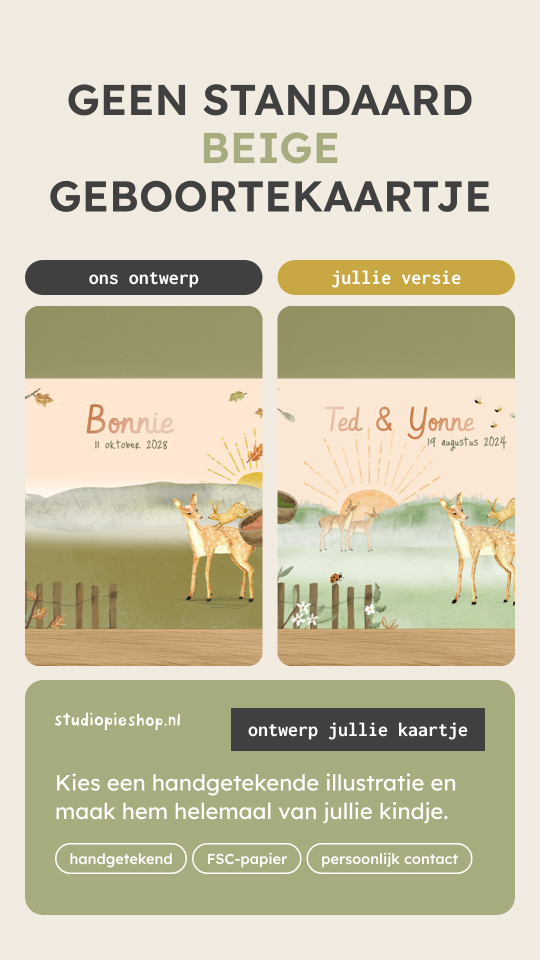 GEEN STANDAARD
BEIGE
GEBOORTEKAARTJE
ons ontwerp
jullie versie
Bonnie
11 oktober 2028
Ted & Yonne
19 augustus 2024
studiopieshop.nl
ontwerp jullie kaartje
Kies een handgetekende illustratie en
maak hem helemaal van jullie kindje.
handgetekend
FSC-papier
persoonlijk contact